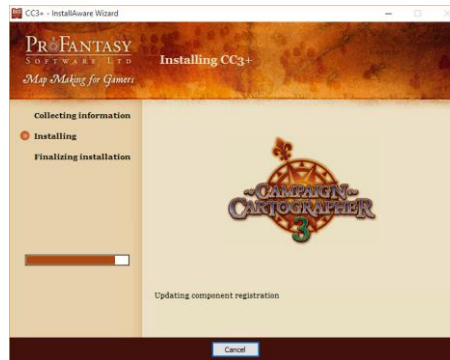 CC3+ - InstallAware Wizard
PROFANTASY
SOFTWARE LTD
Map Making for Gamers
Installing CC3+
Collecting information
Installing
Finalizing installation
CAMPAIGN
CARTOGRAPHER
3
Updating component registration
Cancel